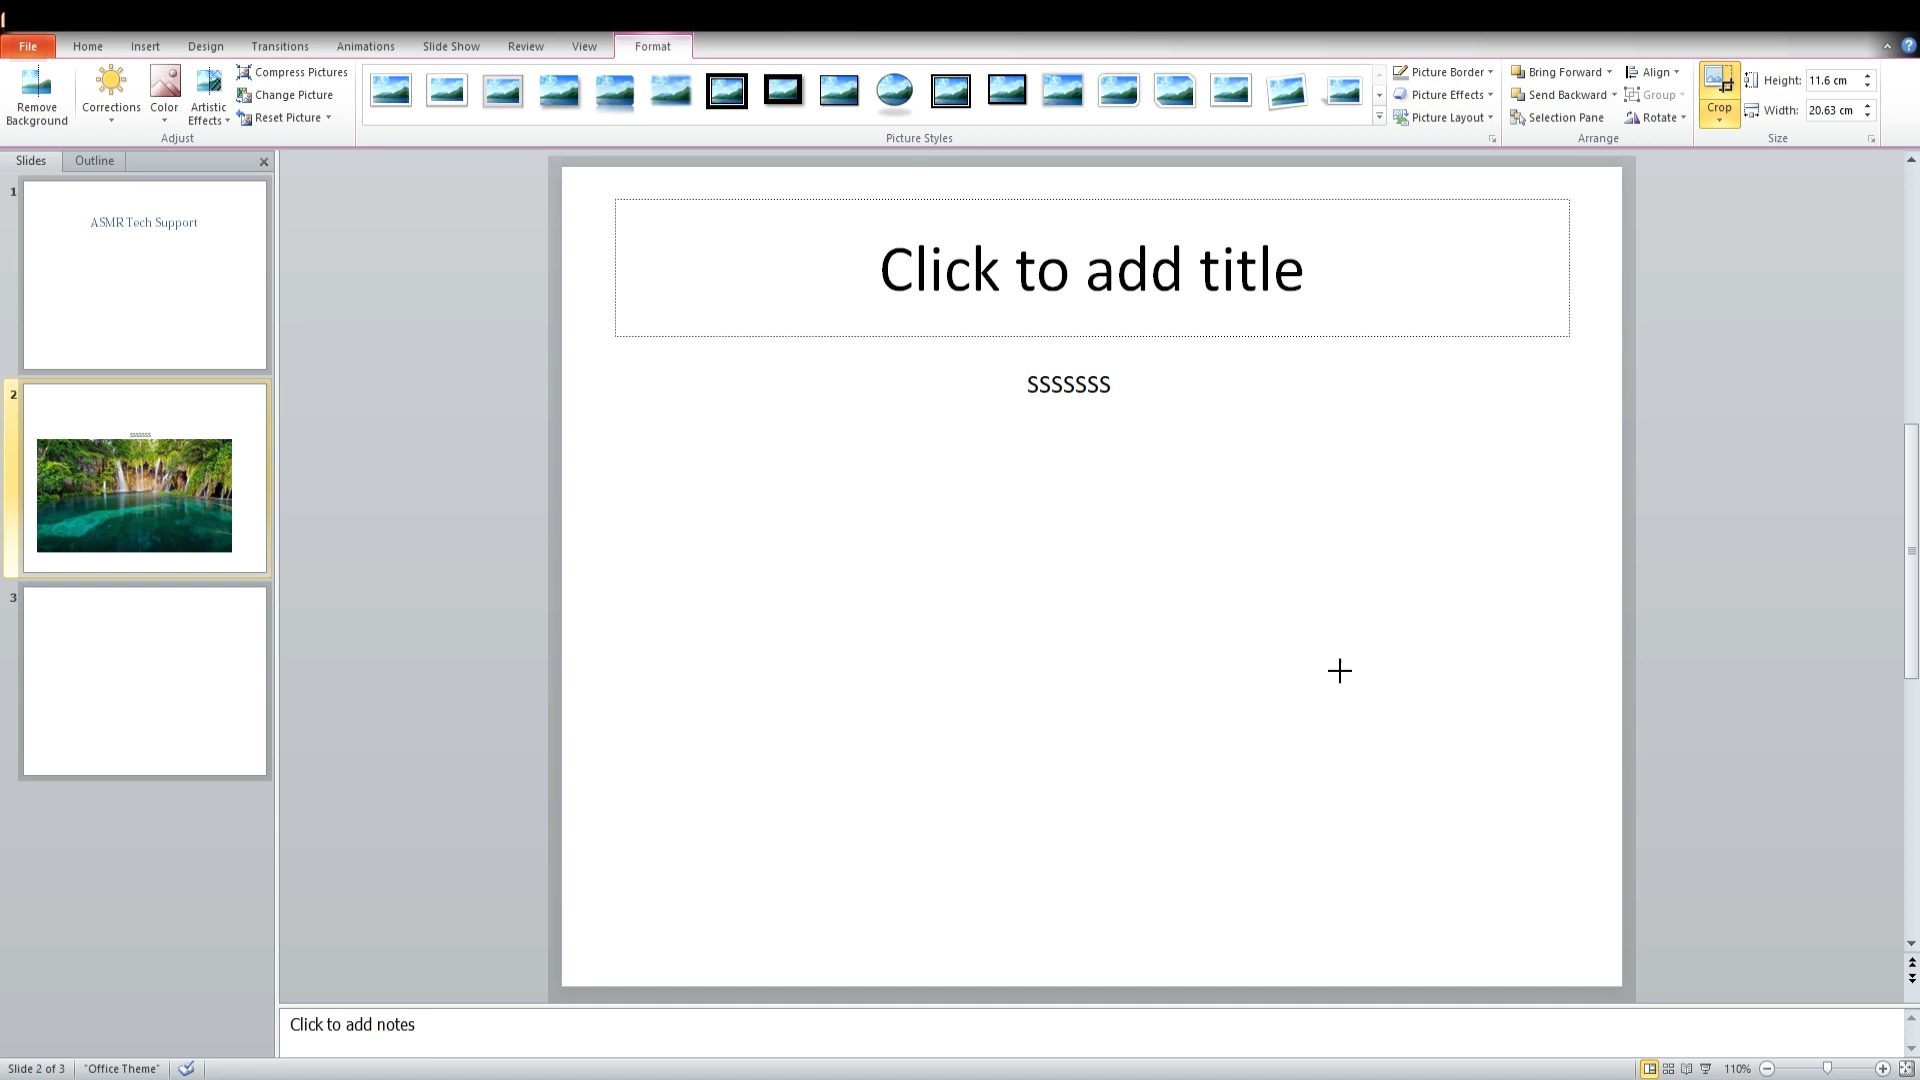 File Home Insert Design Transitions Animations Slide Show Review View Format
Remove Background
Corrections
Color
Artistic Effects
Compress Pictures
Change Picture
Reset Picture
Adjust
Picture Styles
Picture Border
Picture Effects
Picture Layout
Bring Forward
Send Backward
Selection Pane
Align
Group
Rotate
Arrange
Crop
Height: 11.6 cm
Width: 20.63 cm
Size
Slides Outline
1
ASMR Tech Support
2
sssssss
3
Click to add title
sssssss
Click to add notes
Slide 2 of 3 "Office Theme" 110%